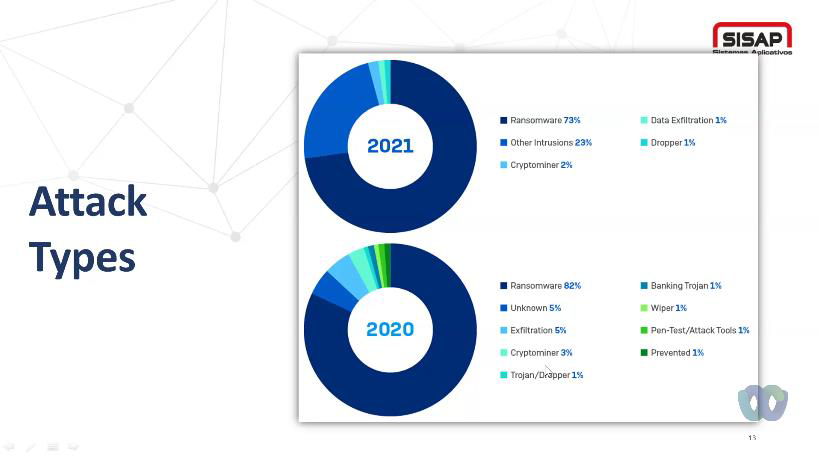 SISAP
Sistemas Aplicativos
Attack
Types
2021
Ransomware 73%
Other Intrusions 23%
Cryptominer 2%
Data Exfiltration 1%
Dropper 1%
2020
Ransomware 82%
Unknown 5%
Exfiltration 5%
Cryptominer 3%
Trojan/Dropper 1%
Banking Trojan 1%
Wiper 1%
Pen-Test/Attack Tools 1%
Prevented 1%
13